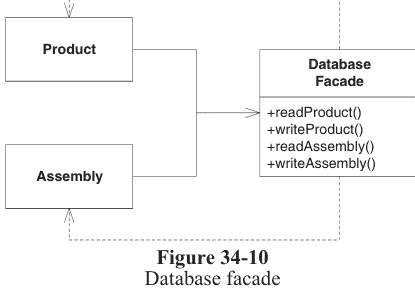 Product
Database
Facade
+readProduct()
+writeProduct()
+readAssembly()
+writeAssembly()
Assembly
Figure 34-10
Database facade